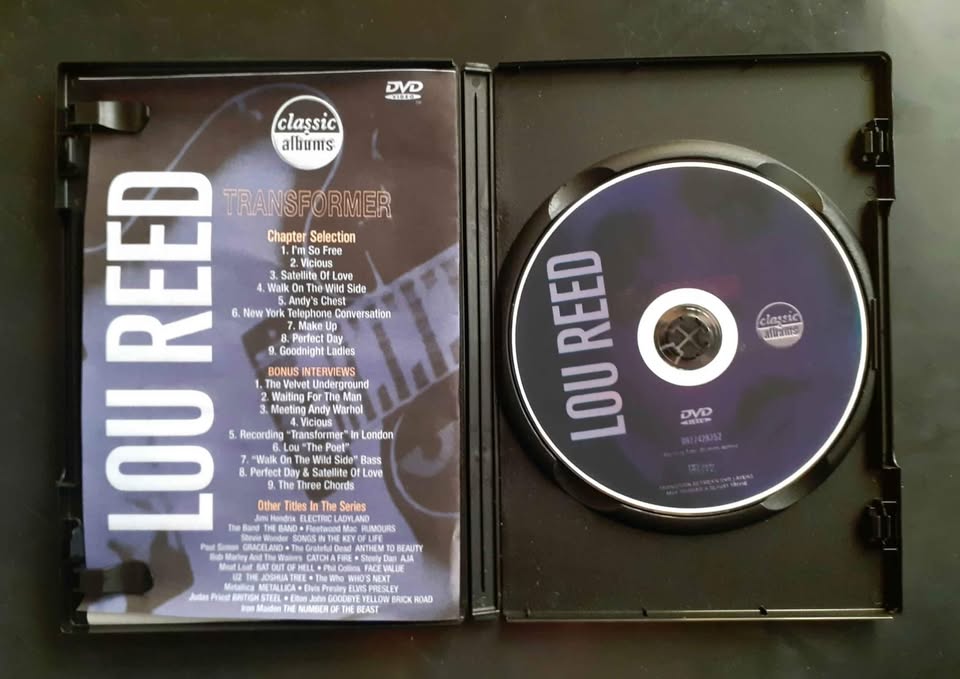 DVD
VIDEO
classic
albums
LOU REED
TRANSFORMER
Chapter Selection
1. I'm So Free
2. Vicious
3. Satellite Of Love
4. Walk On The Wild Side
5. Andy's Chest
6. New York Telephone Conversation
7. Make Up
8. Perfect Day
9. Goodnight Ladies
BONUS INTERVIEWS
1. The Velvet Underground
2. Waiting For The Man
3. Meeting Andy Warhol
4. Vicious
5. Recording "Transformer" In London
6. Lou "The Poet"
7. "Walk On The Wild Side" Bass
8. Perfect Day & Satellite Of Love
9. The Three Chords
Other Titles In The Series
Jimi Hendrix ELECTRIC LADYLAND
The Band THE BAND • Fleetwood Mac RUMOURS
Stevie Wonder SONGS IN THE KEY OF LIFE
Paul Simon GRACELAND • The Grateful Dead ANTHEM TO BEAUTY
Bob Marley And The Wailers CATCH A FIRE • Steely Dan AJA
Meat Loaf BAT OUT OF HELL • Phil Collins FACE VALUE
U2 THE JOSHUA TREE • The Who WHO'S NEXT
Metallica METALLICA • Elvis Presley ELVIS PRESLEY
Judas Priest BRITISH STEEL • Elton John GOODBYE YELLOW BRICK ROAD
Iron Maiden THE NUMBER OF THE BEAST
LOU REED
classic
albums
DVD
VIDEO